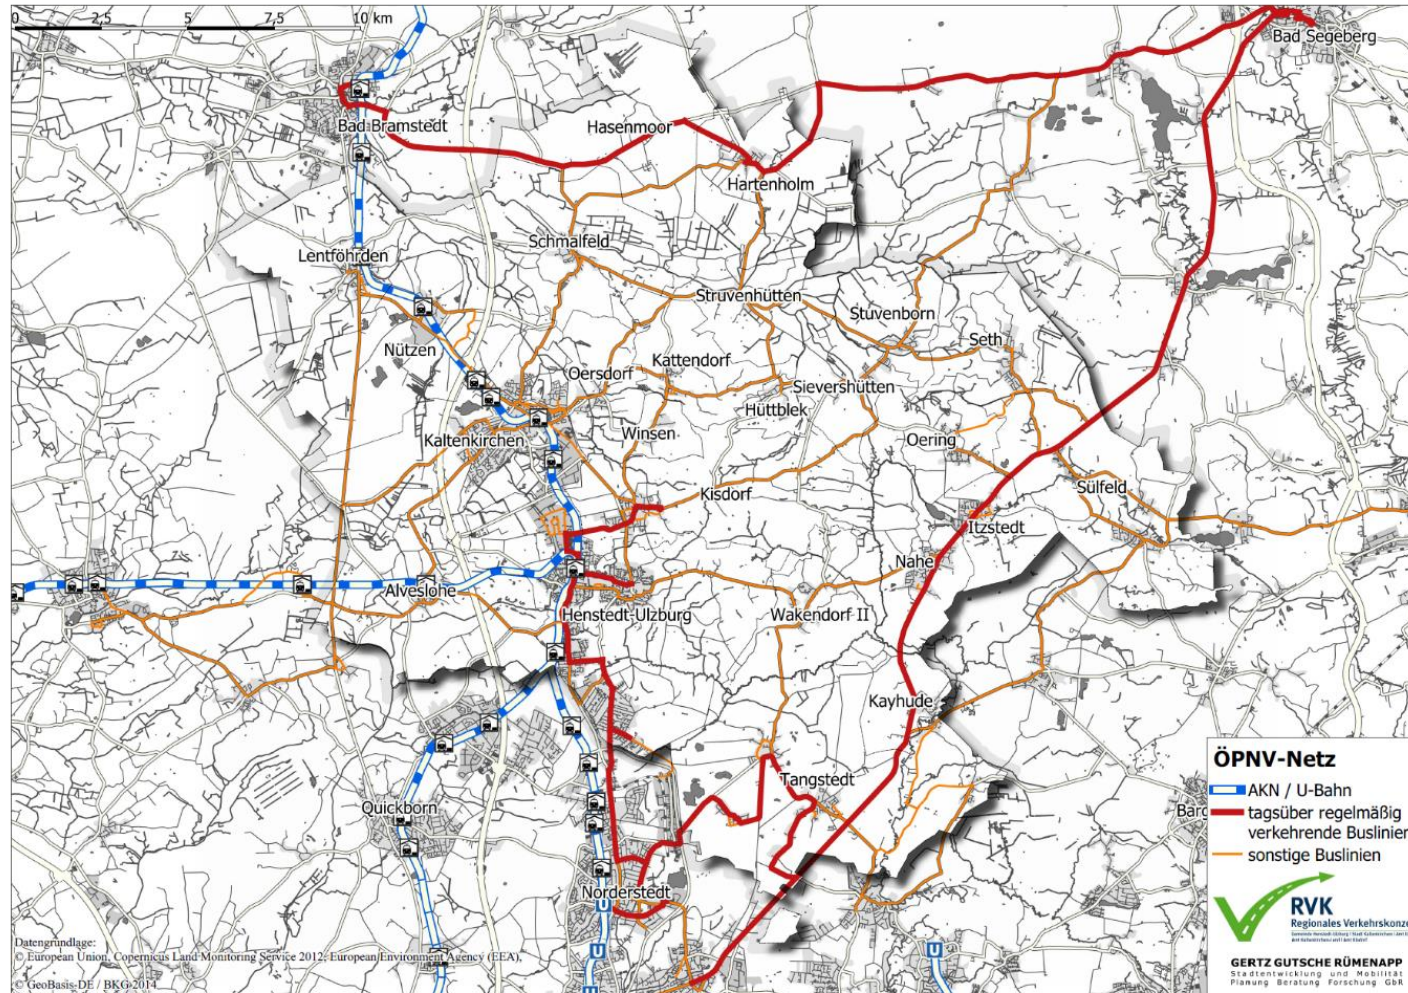 0 2,5 5 7,5 10 km
Bad Segeberg
Bad Bramstedt
Hasenmoor
Hartenholm
Schmalfeld
Lentföhrden
Struvenhütten
Stuvenborn
Nützen
Seth
Kattendorf
Oersdorf
Sievershütten
Hüttblek
Winsen
Kaltenkirchen
Oering
Kisdorf
Sülfeld
Itzstedt
Nahe
Alveslohe
Henstedt-Ulzburg
Wakendorf II
Kayhude
Tangstedt
Quickborn
Bard
Norderstedt
U
U
U
U
ÖPNV-Netz
AKN / U-Bahn
tagsüber regelmäßig
verkehrende Buslinien
sonstige Buslinien
RVK
Regionales Verkehrskonze
GERTZ GUTSCHE RÜMENAPP
Stadtentwicklung und Mobilität
Planung Beratung Forschung GbR
Datengrundlage:
© European Union, Copernicus Land Monitoring Service 2012, European Environment Agency (EEA),
© GeoBasis-DE / BKG 2014